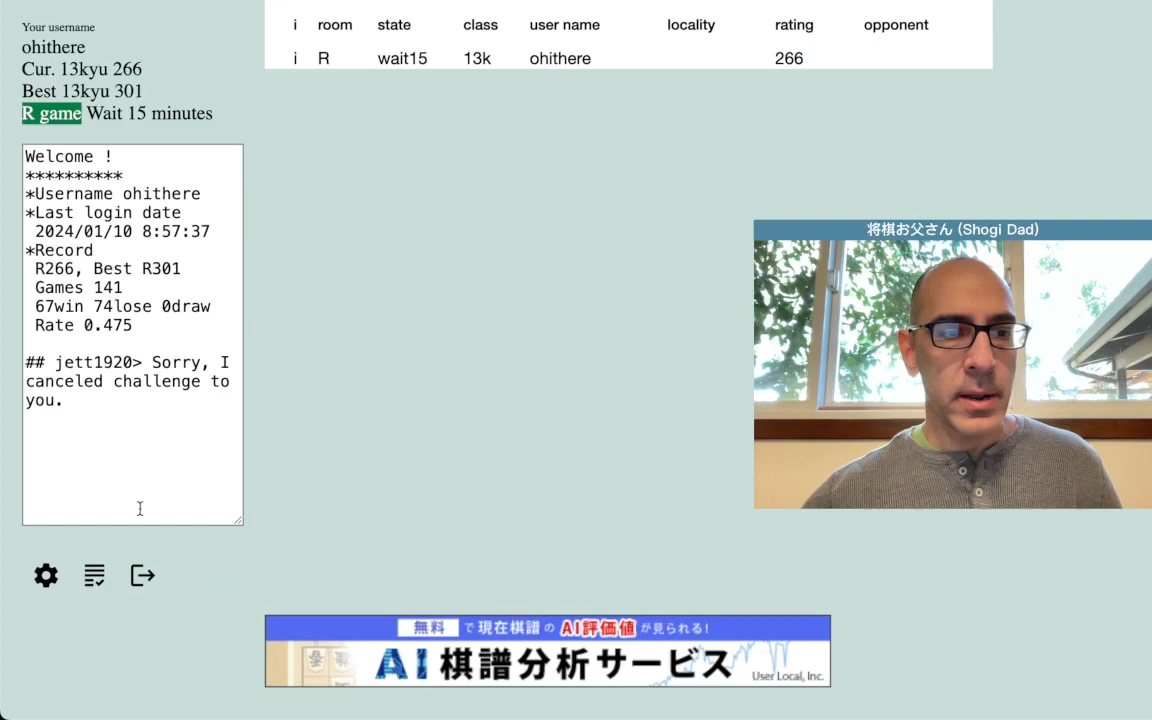 Your username
ohithere
Cur. 13kyu 266
Best 13kyu 301
R game Wait 15 minutes
Welcome !
**********
*Username ohithere
*Last login date
2024/01/10 8:57:37
*Record
R266, Best R301
Games 141
67win 74lose 0draw
Rate 0.475
## jett1920> Sorry, I
canceled challenge to
you.
i room state class user name locality rating opponent
i R wait15 13k ohithere 266
将棋お父さん (Shogi Dad)
無料 で 現在棋譜 の AI評価値 が見られる!
AI 棋譜分析サービス
User Local, Inc.